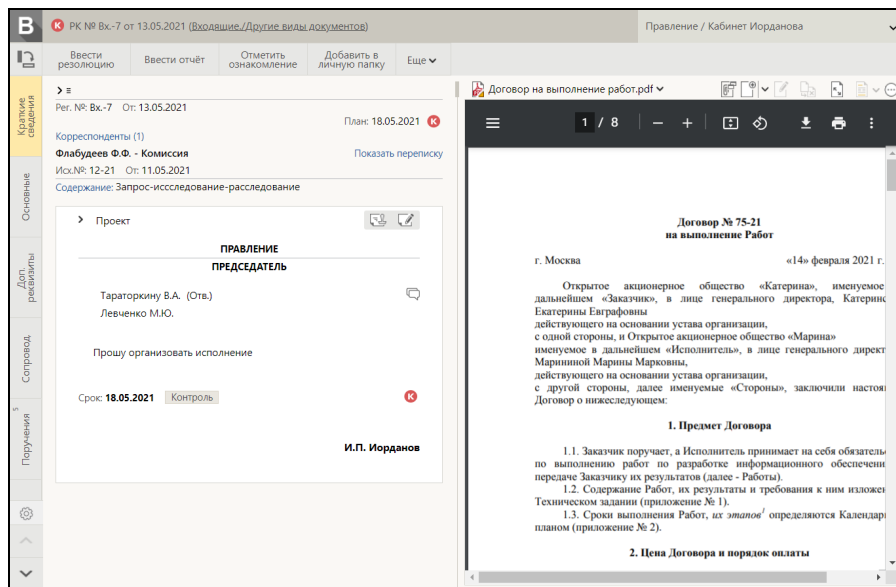 В
К РК № Вх.-7 от 13.05.2021 (Входящие./Другие виды документов)
Правление / Кабинет Иорданова
Ввести резолюцию
Ввести отчёт
Отметить ознакомление
Добавить в личную папку
Еще
Краткие сведения
Основные
Доп. реквизиты
Сопровод.
Поручения 5
Рег. №: Вх.-7 От: 13.05.2021
План: 18.05.2021 К
Корреспонденты (1)
Флабудеев Ф.Ф. - Комиссия
Показать переписку
Исх.№: 12-21 От: 11.05.2021
Содержание: Запрос-иссследование-расследование
Проект
ПРАВЛЕНИЕ
ПРЕДСЕДАТЕЛЬ
Тараторкину В.А. (Отв.)
Левченко М.Ю.
Прошу организовать исполнение
Срок: 18.05.2021 Контроль К
И.П. Иорданов
Договор на выполнение работ.pdf
1 / 8
Договор № 75-21
на выполнение Работ
г. Москва «14» февраля 2021 г.
Открытое акционерное общество «Катерина», именуемое
дальнейшем «Заказчик», в лице генерального директора, Катерино
Екатерины Евграфовны
действующего на основании устава организации,
с одной стороны, и Открытое акционерное общество «Марина»
именуемое в дальнейшем «Исполнитель», в лице генерального директ
Марининой Марины Марковны,
действующего на основании устава организации,
с другой стороны, далее именуемые «Стороны», заключили настоя
Договор о нижеследующем:
1. Предмет Договора
1.1. Заказчик поручает, а Исполнитель принимает на себя обязатель
по выполнению работ по разработке информационного обеспечени
передаче Заказчику их результатов (далее - Работы).
1.2. Содержание Работ, их результаты и требования к ним изложен
Техническом задании (приложение № 1).
1.3. Сроки выполнения Работ, их этапов1 определяются Календар
планом (приложение № 2).
2. Цена Договора и порядок оплаты